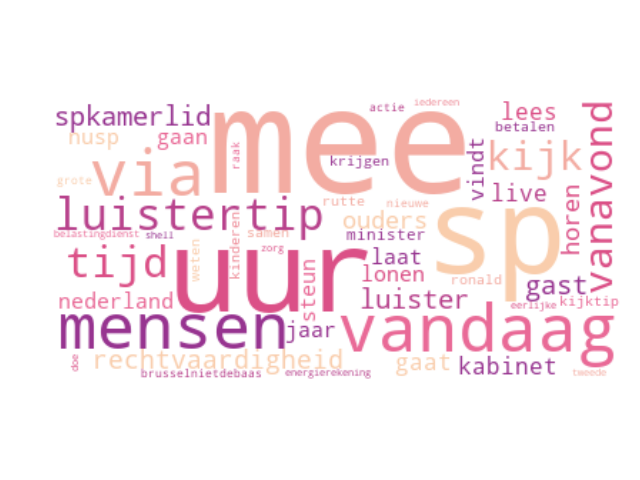 spkamerlid
mee
actie
iedereen
lees
betalen
vanavond
husp
gaan
raak
krijgen
vindt
kijk
via
grote
live
horen
luistertip
rutte
nieuwe
ouders
sp
belastingdienst
shell
weten
kinderen
samen
zorg
minister
tijd
uur
steun
laat
lonen
ronald
gast
nederland
luister
eerlijke
kijktip
mensen
jaar
vandaag
doe
rechtvaardigheid
gaat
kabinet
brusselnietdebaas
energierekening
tweede